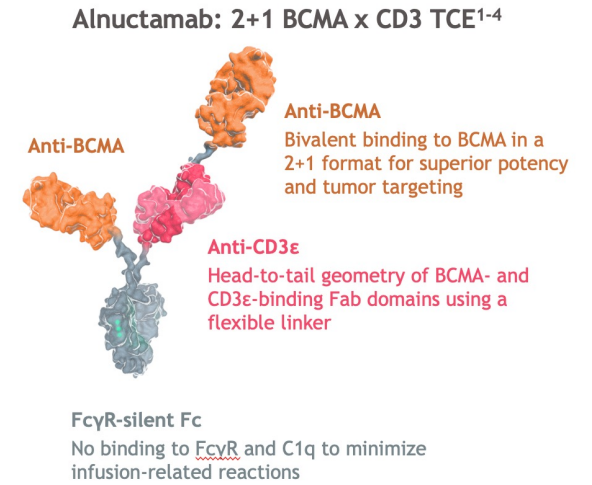 Alnuctamab: 2+1 BCMA x CD3 TCE¹⁻⁴
Anti-BCMA
Anti-BCMA
Bivalent binding to BCMA in a
2+1 format for superior potency
and tumor targeting
Anti-CD3ε
Head-to-tail geometry of BCMA- and
CD3ε-binding Fab domains using a
flexible linker
FcγR-silent Fc
No binding to FcγR and C1q to minimize
infusion-related reactions